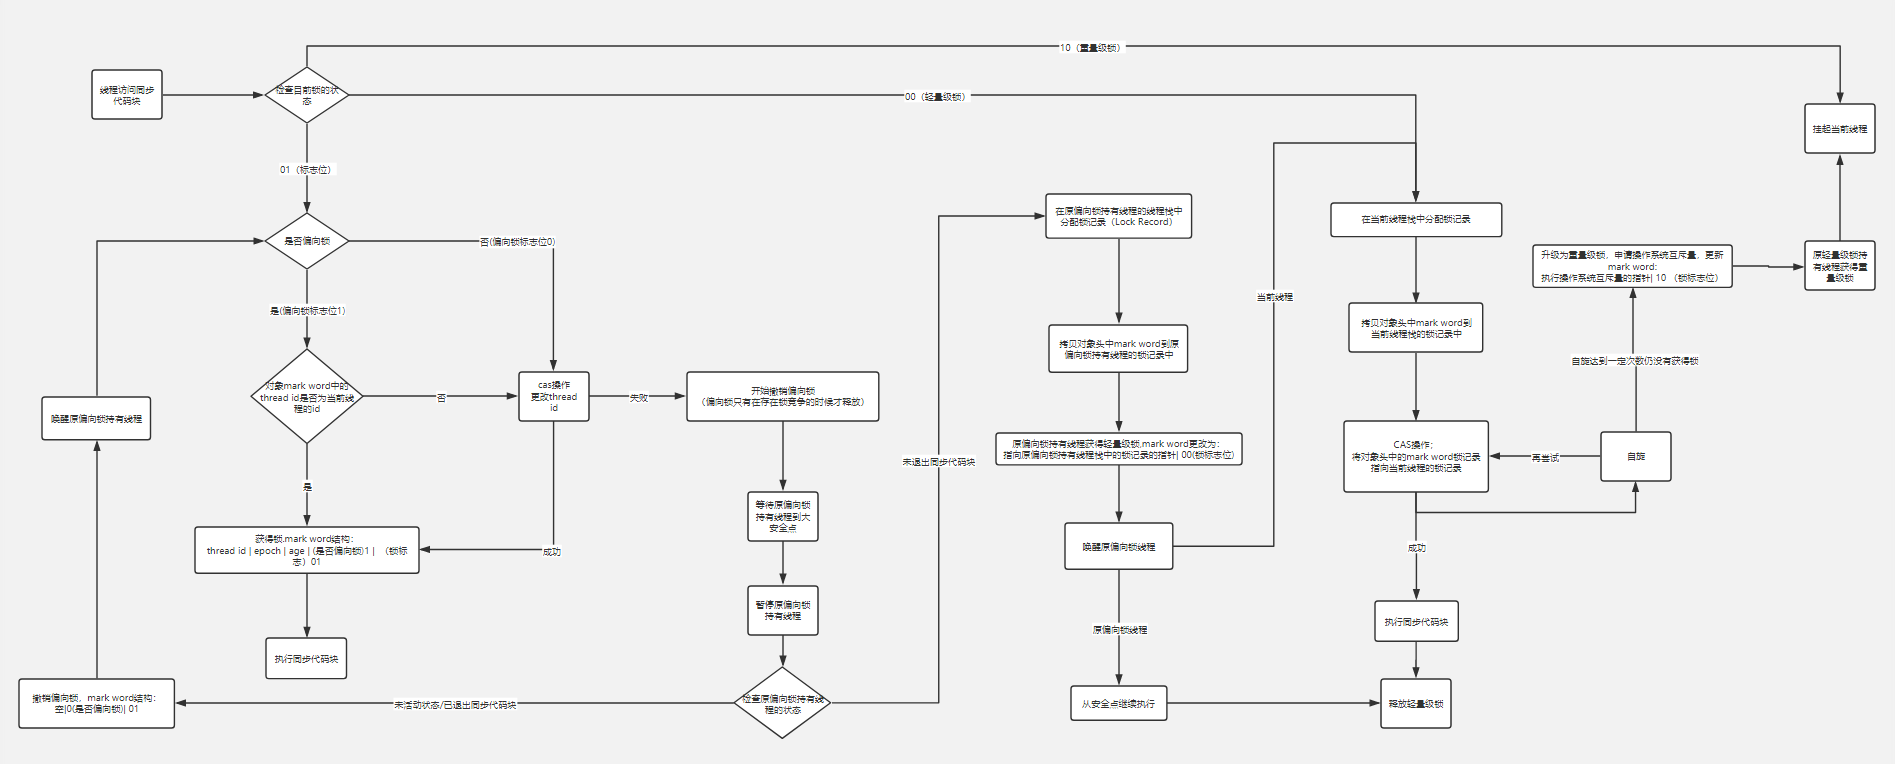 10（重量级锁）
线程访问同步
代码块
检查目前锁的状
态
00（轻量级锁）
挂起当前线程
01（标志位）
是否偏向锁
否(偏向锁标志位0)
是(偏向锁标志位1)
对象mark word中的
thread id是否为当前线
程的id
否
cas操作
更改thread
id
失败
开始撤销偏向锁
（偏向锁只有在存在锁竞争的时候才释放）
唤醒原偏向锁持有线程
是
获得锁.mark word结构：
thread id | epoch | age | (是否偏向锁)1 | （锁标
志）01
成功
执行同步代码块
等待原偏向锁
持有线程到大
安全点
暂停原偏向锁
持有线程
检查原偏向锁持有线
程的状态
未活动状态/已退出同步代码块
撤销偏向锁，mark word结构：
空|0(是否偏向锁)| 01
未退出同步代码块
在原偏向锁持有线程的线程栈中
分配锁记录（Lock Record）
拷贝对象头中mark word到原
偏向锁持有线程的锁记录中
原偏向锁持有线程获得轻量级锁,mark word更改为：
指向原偏向锁持有线程栈中的锁记录的指针| 00(锁标志位)
唤醒原偏向锁线程
当前线程
原偏向锁线程
从安全点继续执行
在当前线程栈中分配锁记录
拷贝对象头中mark word到
当前线程栈的锁记录中
CAS操作；
将对象头中的mark word锁记录
指向当前线程的锁记录
再尝试
自旋
自旋达到一定次数仍没有获得锁
升级为重量级锁，申请操作系统互斥量，更新
mark word:
执行操作系统互斥量的指针| 10 （锁标志位）
原轻量级锁持
有线程获得重
量级锁
成功
执行同步代码块
释放轻量级锁